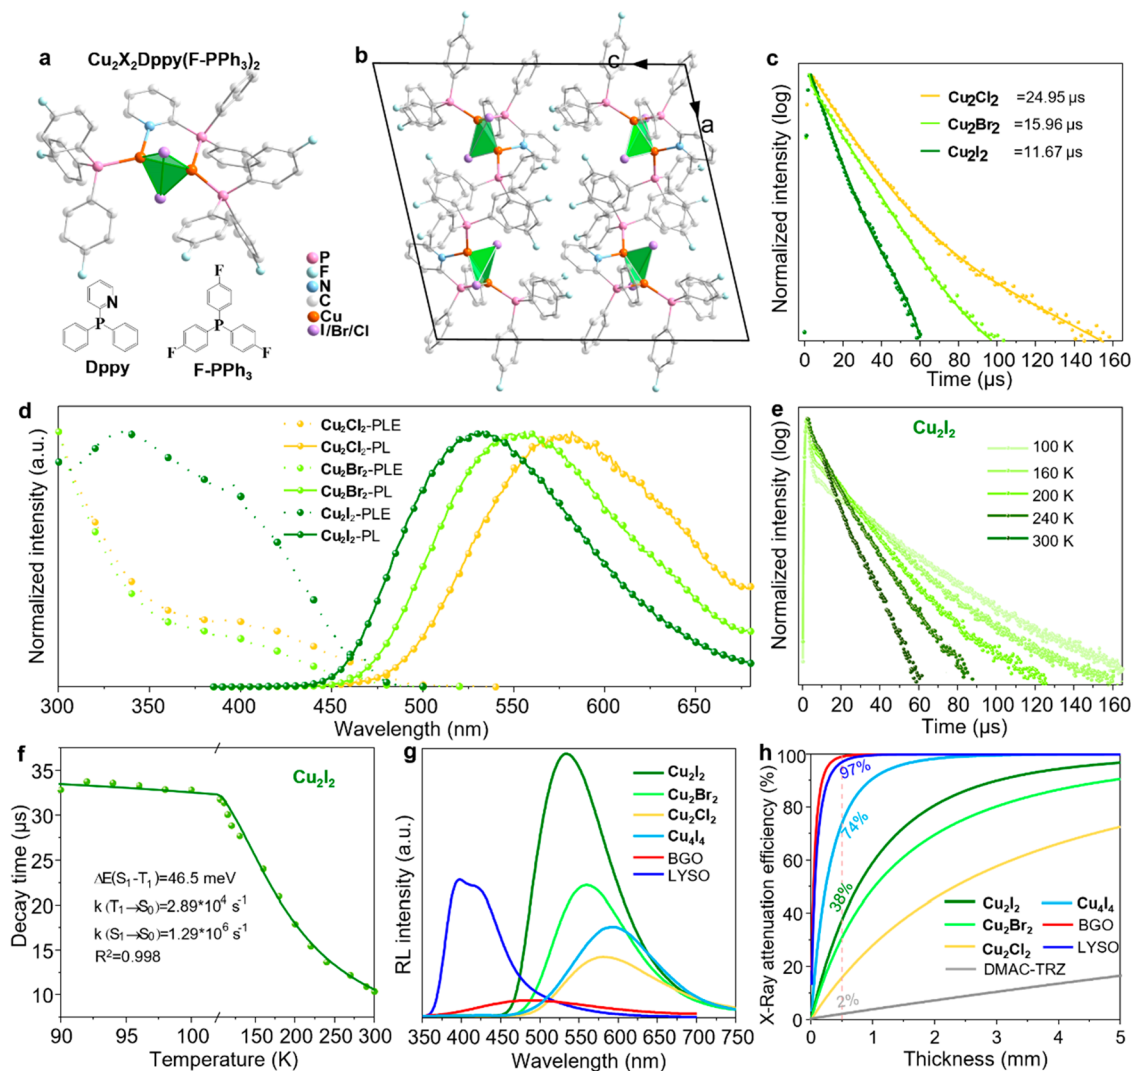 a
Cu2X2Dppy(F-PPh3)2
P
F
N
C
Cu
I/Br/Cl
N
P
Dppy
F
P
F
F
F-PPh3
b
c
a
c
Normalized intensity (log)
Cu2Cl2 =24.95 µs
Cu2Br2 =15.96 µs
Cu2I2 =11.67 µs
0 20 40 60 80 100 120 140 160
Time (µs)
d
Normalized intensity (a.u.)
Cu2Cl2-PLE
Cu2Cl2-PL
Cu2Br2-PLE
Cu2Br2-PL
Cu2I2-PLE
Cu2I2-PL
300 350 400 450 500 550 600 650
Wavelength (nm)
e
Cu2I2
Normalized intensity (log)
100 K
160 K
200 K
240 K
300 K
0 20 40 60 80 100 120 140 160
Time (µs)
f
Cu2I2
Decay time (µs)
35
30
25
20
15
10
ΔE(S1-T1)=46.5 meV
k (T1→S0)=2.89*10⁴ s⁻¹
k (S1→S0)=1.29*10⁶ s⁻¹
R²=0.998
90 95 100 150 200 250 300
Temperature (K)
g
RL intensity (a.u.)
Cu2I2
Cu2Br2
Cu2Cl2
Cu4I4
BGO
LYSO
350 400 450 500 550 600 650 700 750
Wavelength (nm)
h
X-Ray attenuation efficiency (%)
100
80
60
40
20
0
97%
74%
38%
2%
Cu2I2
Cu2Br2
Cu2Cl2
DMAC-TRZ
Cu4I4
BGO
LYSO
0 1 2 3 4 5
Thickness (mm)